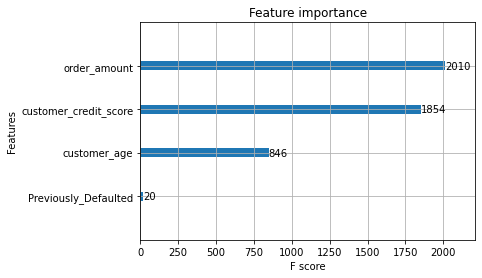 Feature importance
Features
order_amount
2010
customer_credit_score
1854
customer_age
846
Previously_Defaulted
20
0 250 500 750 1000 1250 1500 1750 2000
F score